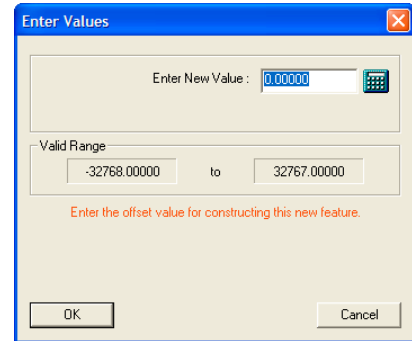 Enter Values
Enter New Value : 0.00000
Valid Range
-32768.00000 to 32767.00000
Enter the offset value for constructing this new feature.
OK Cancel